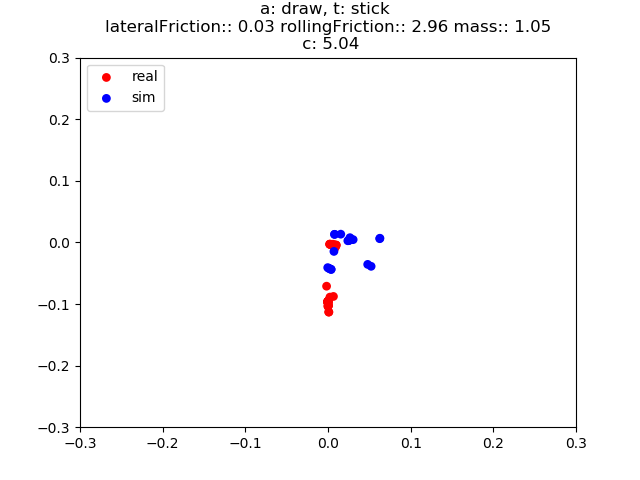 a: draw, t: stick
lateralFriction:: 0.03 rollingFriction:: 2.96 mass:: 1.05
c: 5.04
real
sim
0.3
0.2
0.1
0.0
−0.1
−0.2
−0.3
−0.3
−0.2
−0.1
0.0
0.1
0.2
0.3